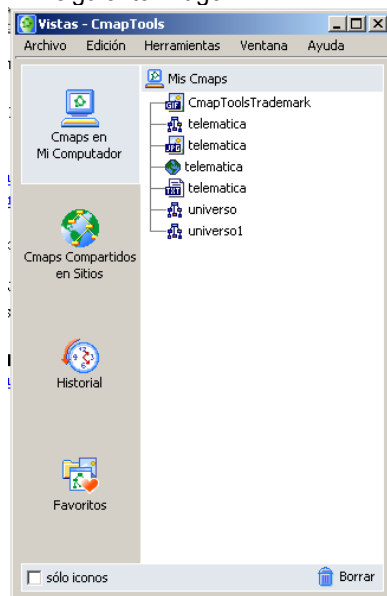 Vistas - CmapTools
Archivo Edición Herramientas Ventana Ayuda
Mis Cmaps
CmapToolsTrademark
telematica
telematica
telematica
telematica
universo
universo1
Cmaps en
Mi Computador
Cmaps Compartidos
en Sitios
Historial
Favoritos
sólo iconos
Borrar